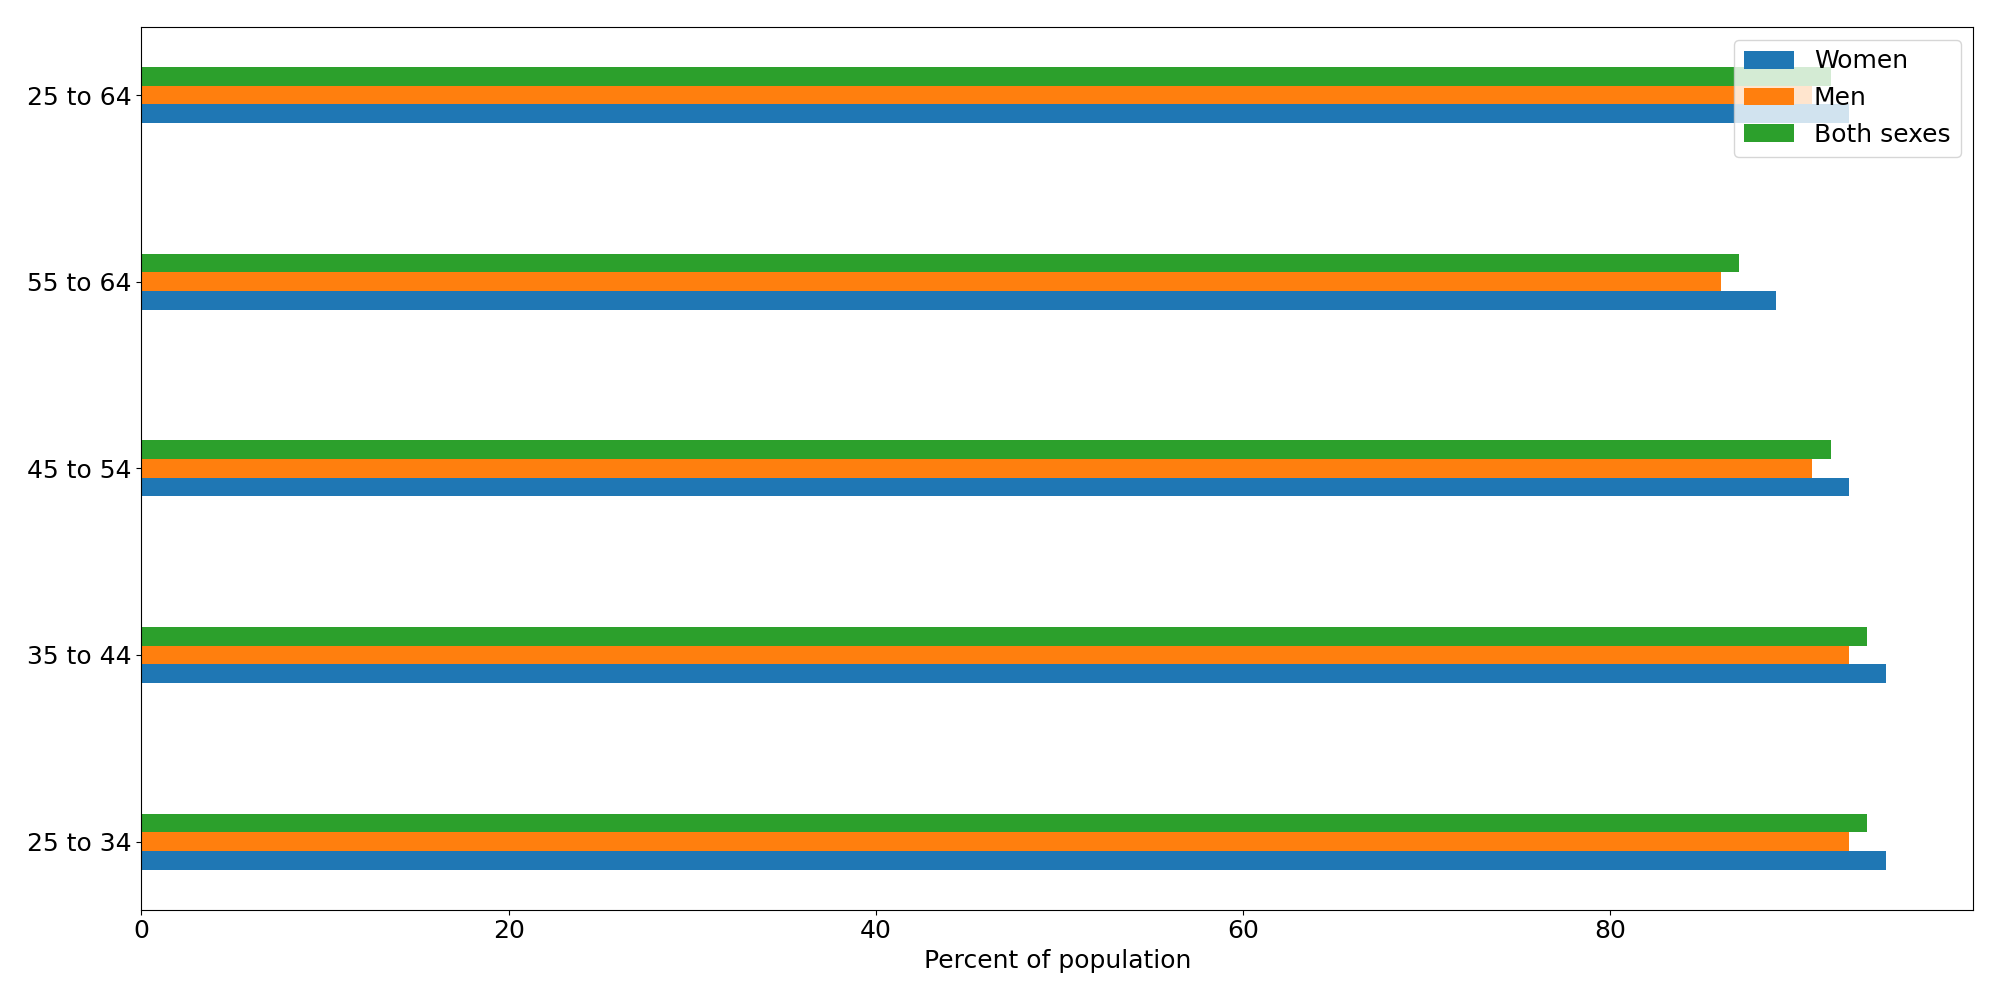 25 to 64
55 to 64
45 to 54
35 to 44
25 to 34
0 20 40 60 80
Percent of population
Women
Men
Both sexes